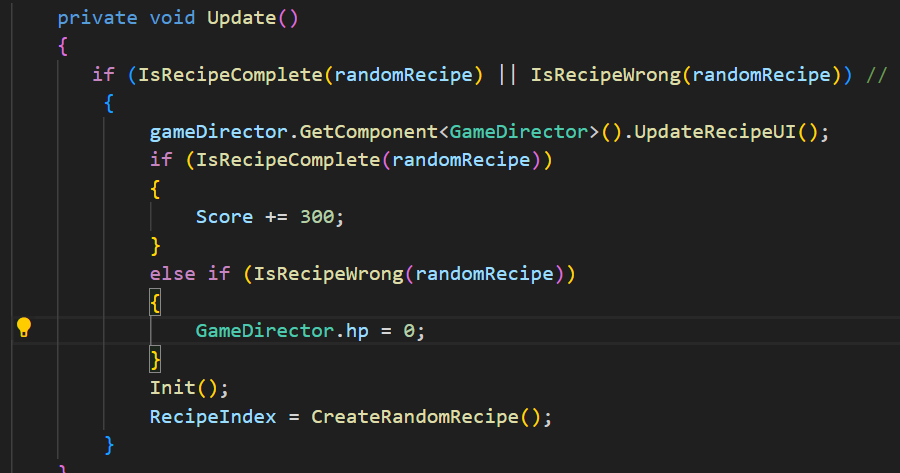 private void Update()
{
if (IsRecipeComplete(randomRecipe) || IsRecipeWrong(randomRecipe)) //
{
gameDirector.GetComponent<GameDirector>().UpdateRecipeUI();
if (IsRecipeComplete(randomRecipe))
{
Score += 300;
}
else if (IsRecipeWrong(randomRecipe))
{
GameDirector.hp = 0;
}
Init();
RecipeIndex = CreateRandomRecipe();
}
}